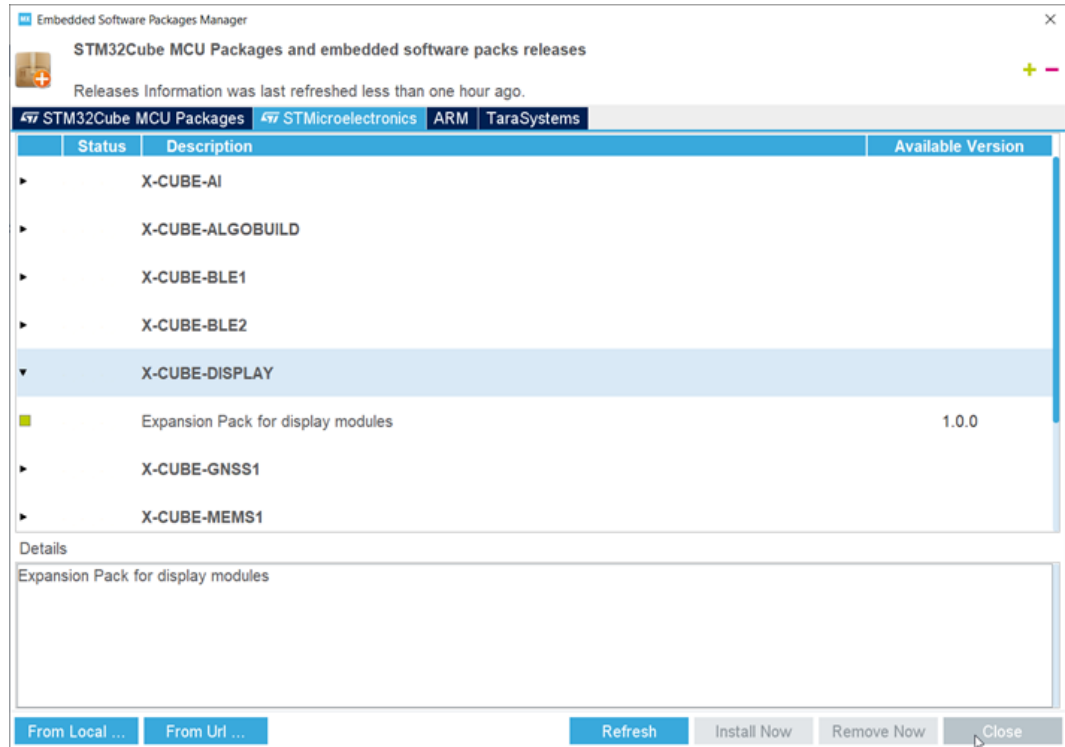 MX Embedded Software Packages Manager
STM32Cube MCU Packages and embedded software packs releases
Releases Information was last refreshed less than one hour ago.
STM32Cube MCU Packages STMicroelectronics ARM TaraSystems
Status Description Available Version
X-CUBE-AI
X-CUBE-ALGOBUILD
X-CUBE-BLE1
X-CUBE-BLE2
X-CUBE-DISPLAY
Expansion Pack for display modules 1.0.0
X-CUBE-GNSS1
X-CUBE-MEMS1
Details
Expansion Pack for display modules
From Local ... From Url ... Refresh Install Now Remove Now Close